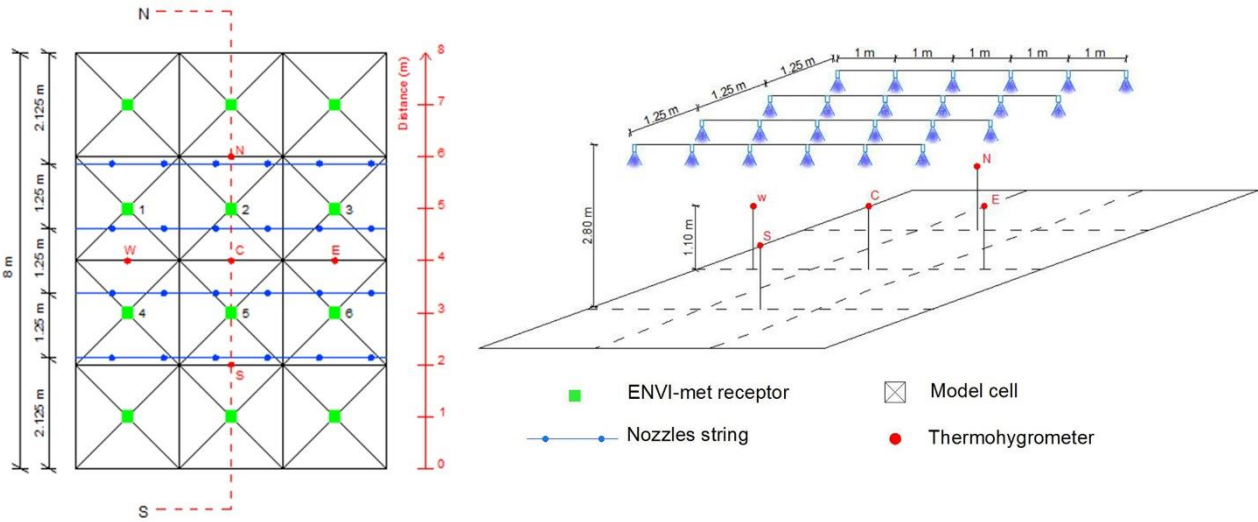 N
8 m
2.125 m
1.25 m
1.25 m
1.25 m
2.125 m
N
1
2
3
W
C
E
4
5
6
S
S
Distance (m)
8
7
6
5
4
3
2
1
0
1 m
1 m
1 m
1 m
1 m
1.25 m
1.25 m
1.25 m
2.80 m
1.10 m
N
w
C
E
S
ENVI-met receptor
Model cell
Nozzles string
Thermohygrometer